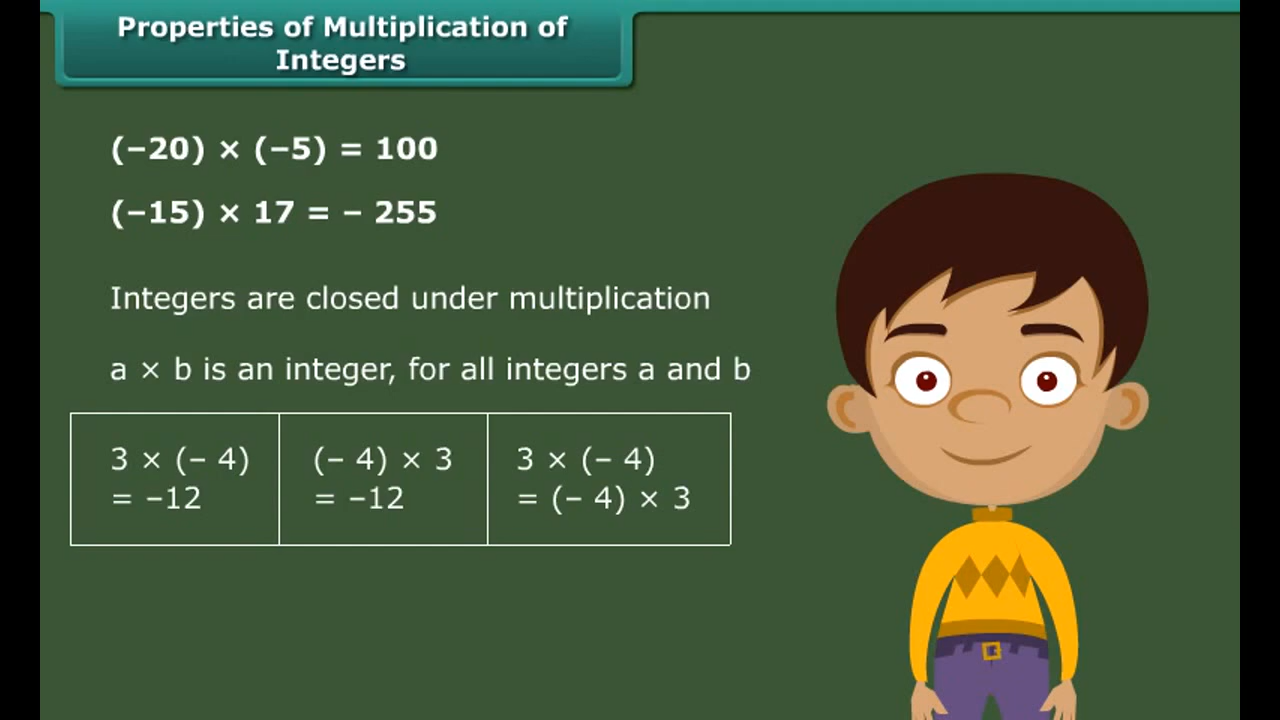 Properties of Multiplication of
Integers
(–20) × (–5) = 100
(–15) × 17 = – 255
Integers are closed under multiplication
a × b is an integer, for all integers a and b
3 × (– 4)
= –12
(– 4) × 3
= –12
3 × (– 4)
= (– 4) × 3